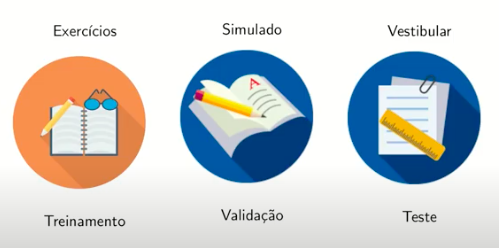 Exercícios
Simulado
Vestibular
A
Treinamento
Validação
Teste